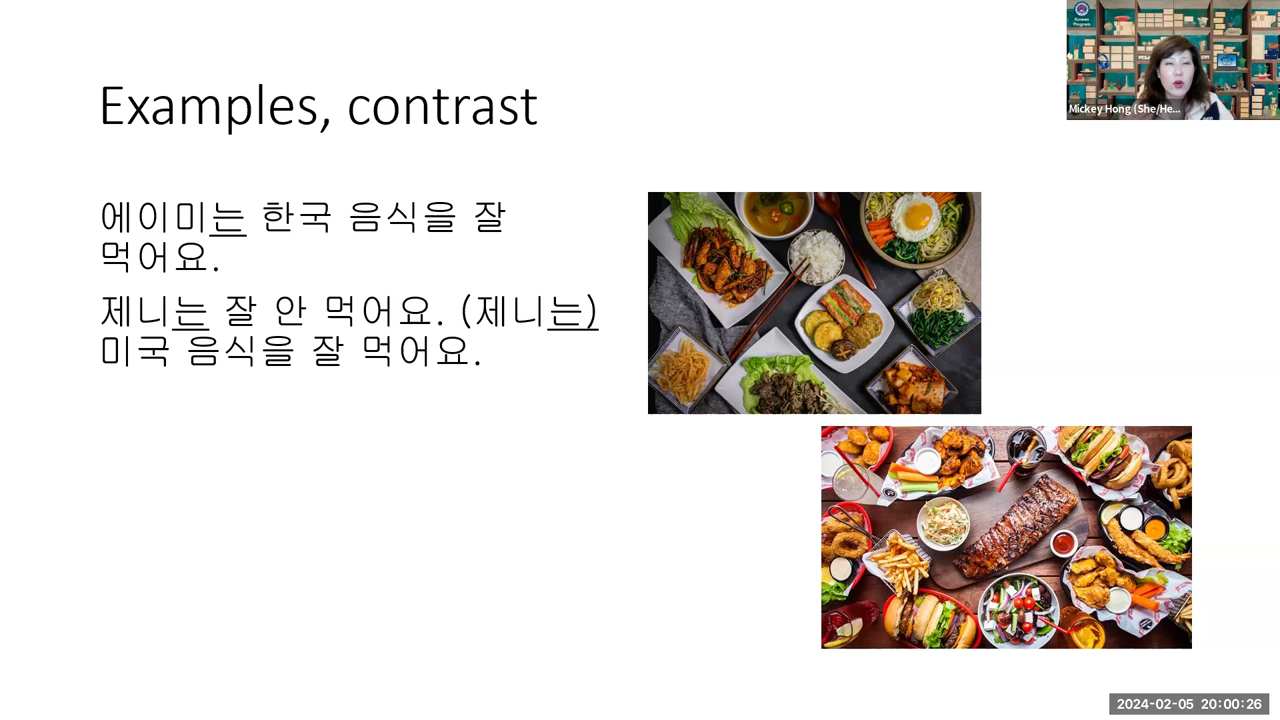 Examples, contrast
에이미는 한국 음식을 잘
먹어요.
제니는 잘 안 먹어요. (제니는)
미국 음식을 잘 먹어요.
Korean
Program
Mickey Hong (She/He...
2024-02-05 20:00:26